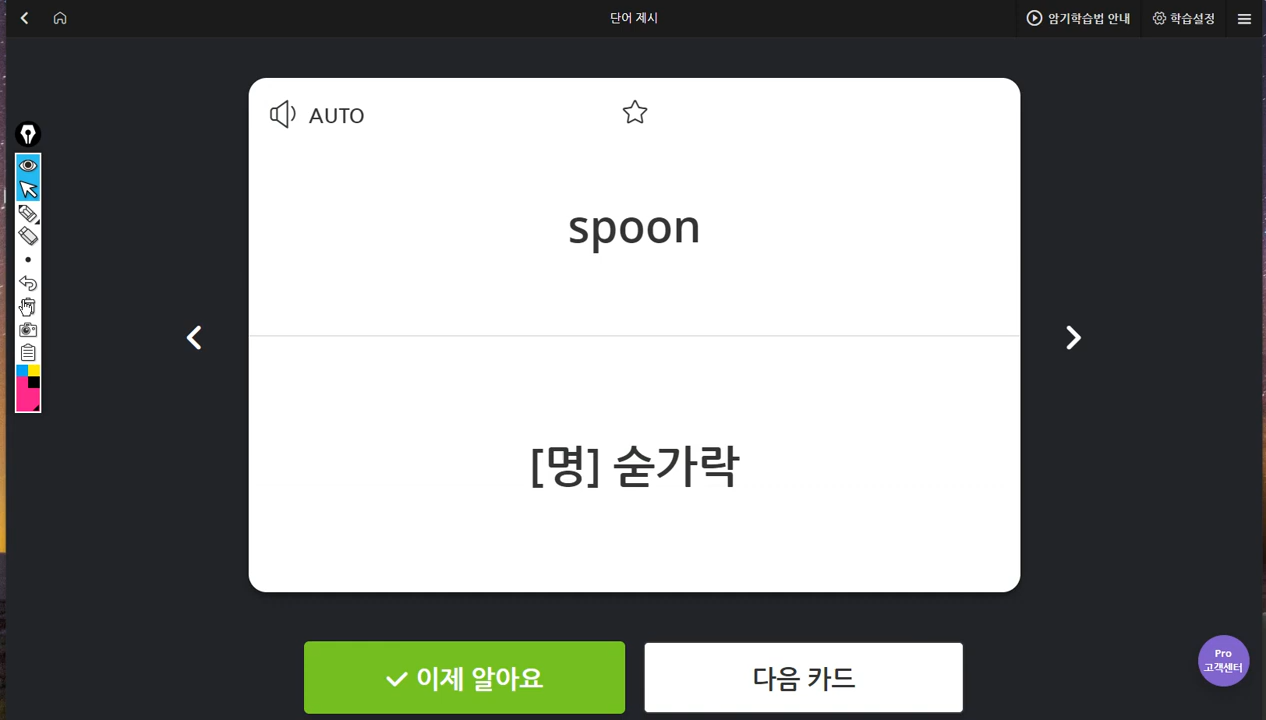 단어 제시
암기학습법 안내
학습설정
AUTO
spoon
[명] 숟가락
이제 알아요
다음 카드
Pro
고객센터